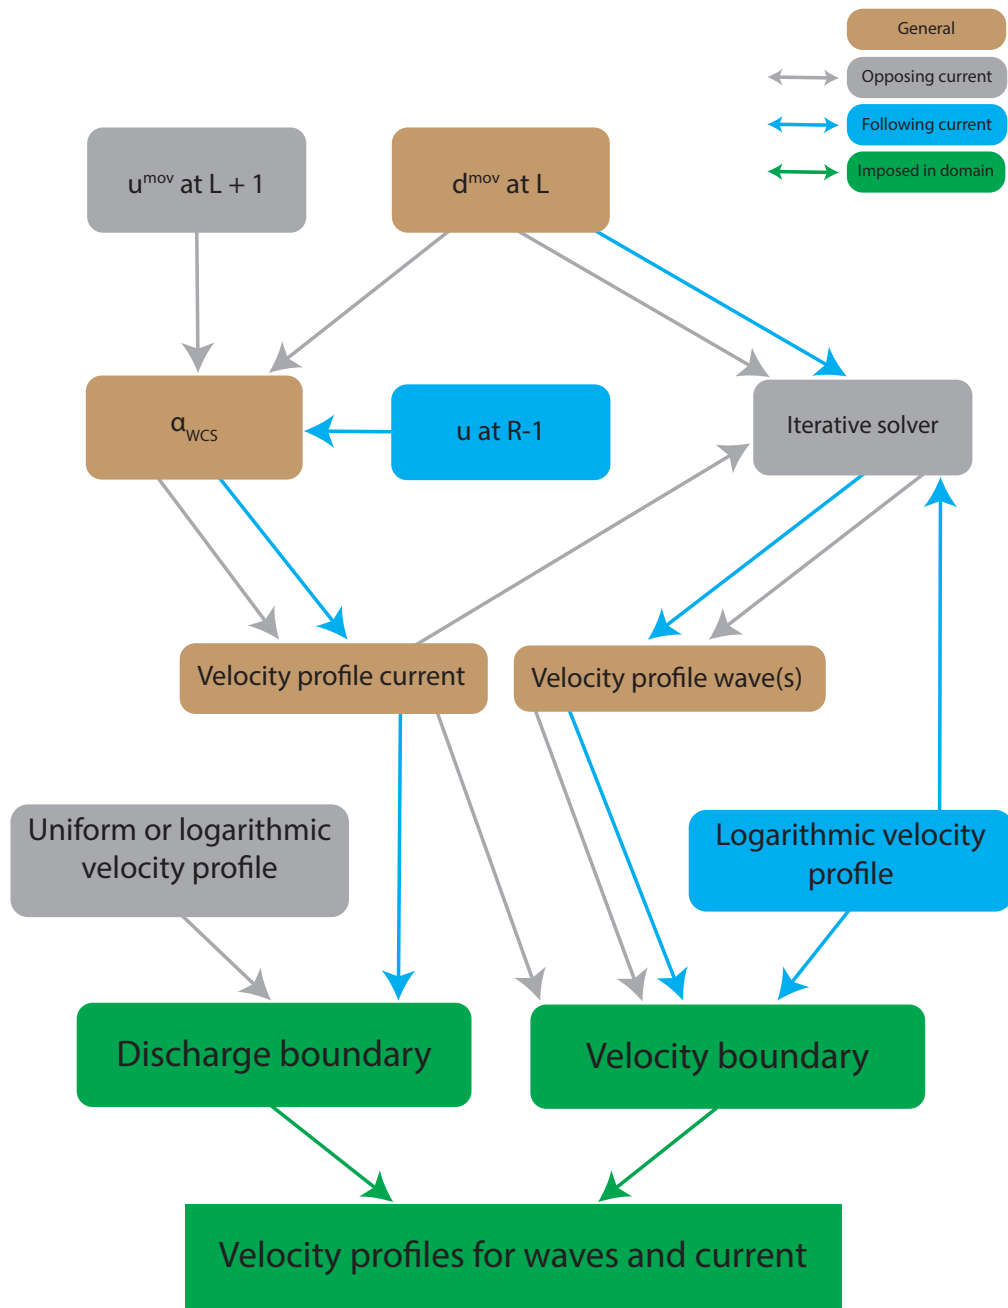 General
Opposing current
Following current
Imposed in domain
u^mov at L + 1
d^mov at L
α_WCS
u at R-1
Iterative solver
Velocity profile current
Velocity profile wave(s)
Uniform or logarithmic
velocity profile
Logarithmic velocity
profile
Discharge boundary
Velocity boundary
Velocity profiles for waves and current